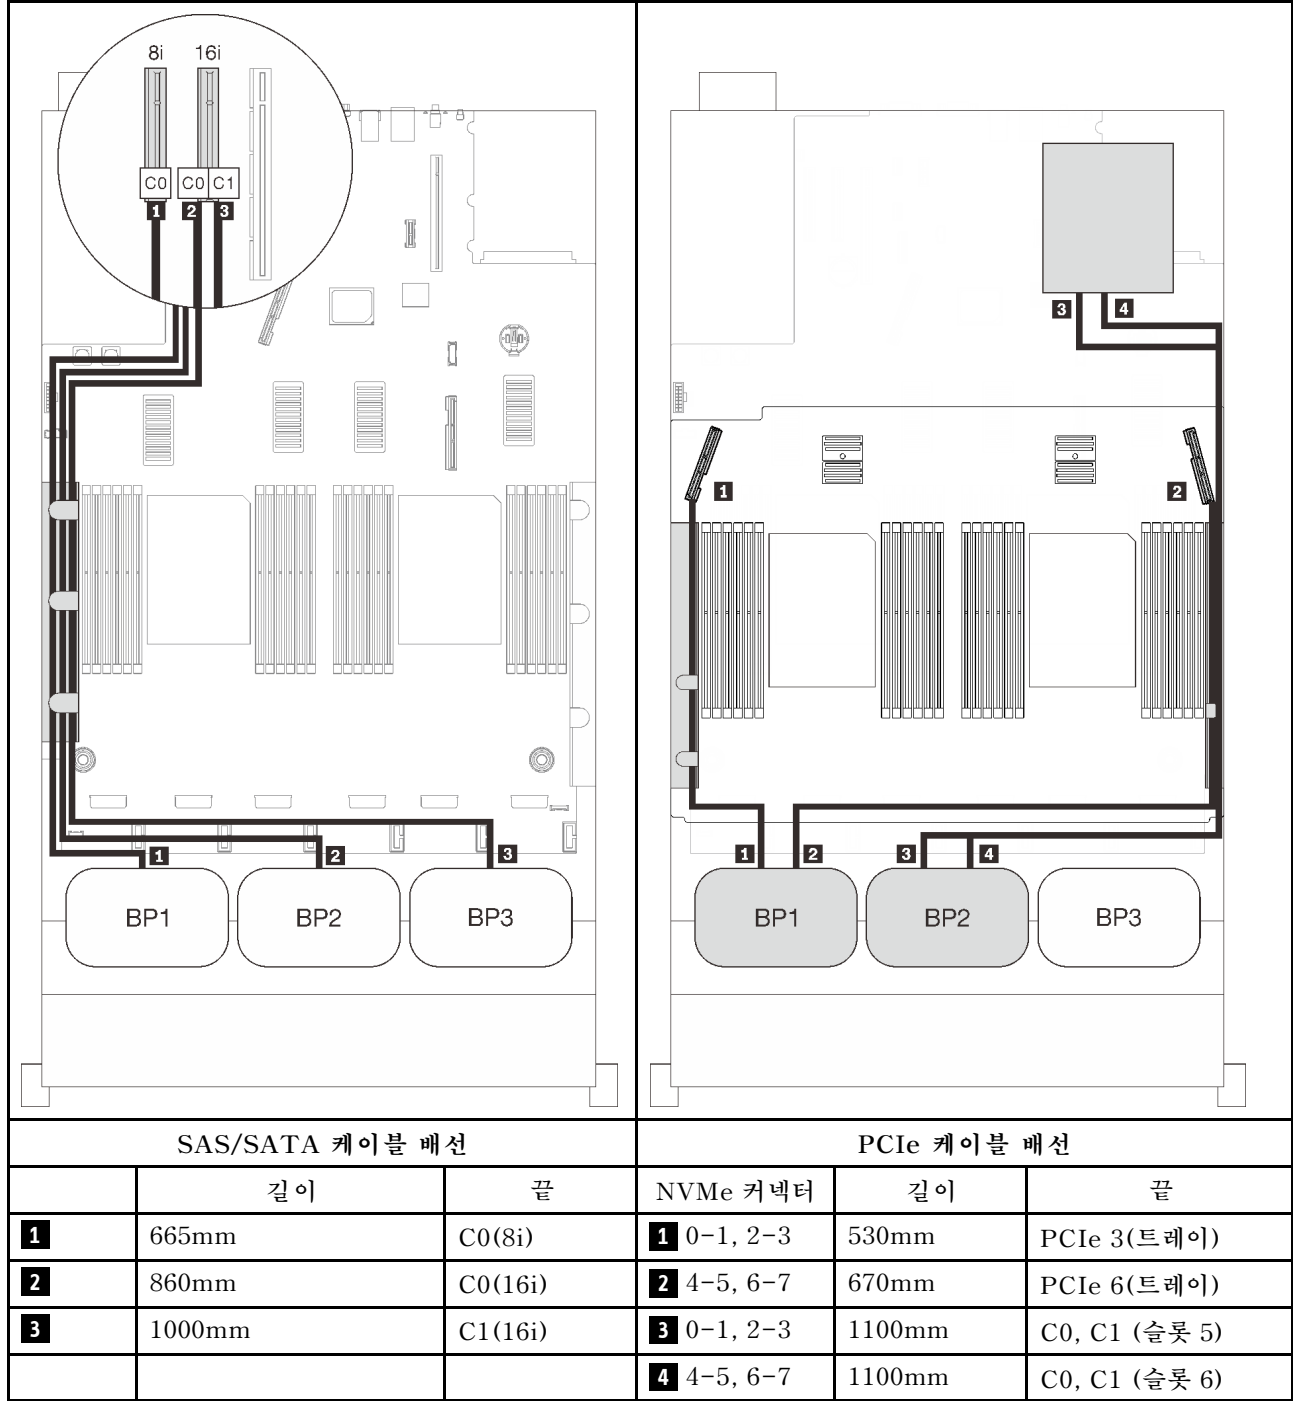 8i 16i
C0 C0 C1
1 2 3
1 2 3
BP1 BP2 BP3
3 4
1 2
1 2 3 4
BP1 BP2 BP3
SAS/SATA 케이블 배선
길이 끝
1 665mm C0(8i)
2 860mm C0(16i)
3 1000mm C1(16i)
PCIe 케이블 배선
NVMe 커넥터 길이 끝
1 0-1, 2-3 530mm PCIe 3(트레이)
2 4-5, 6-7 670mm PCIe 6(트레이)
3 0-1, 2-3 1100mm C0, C1 (슬롯 5)
4 4-5, 6-7 1100mm C0, C1 (슬롯 6)